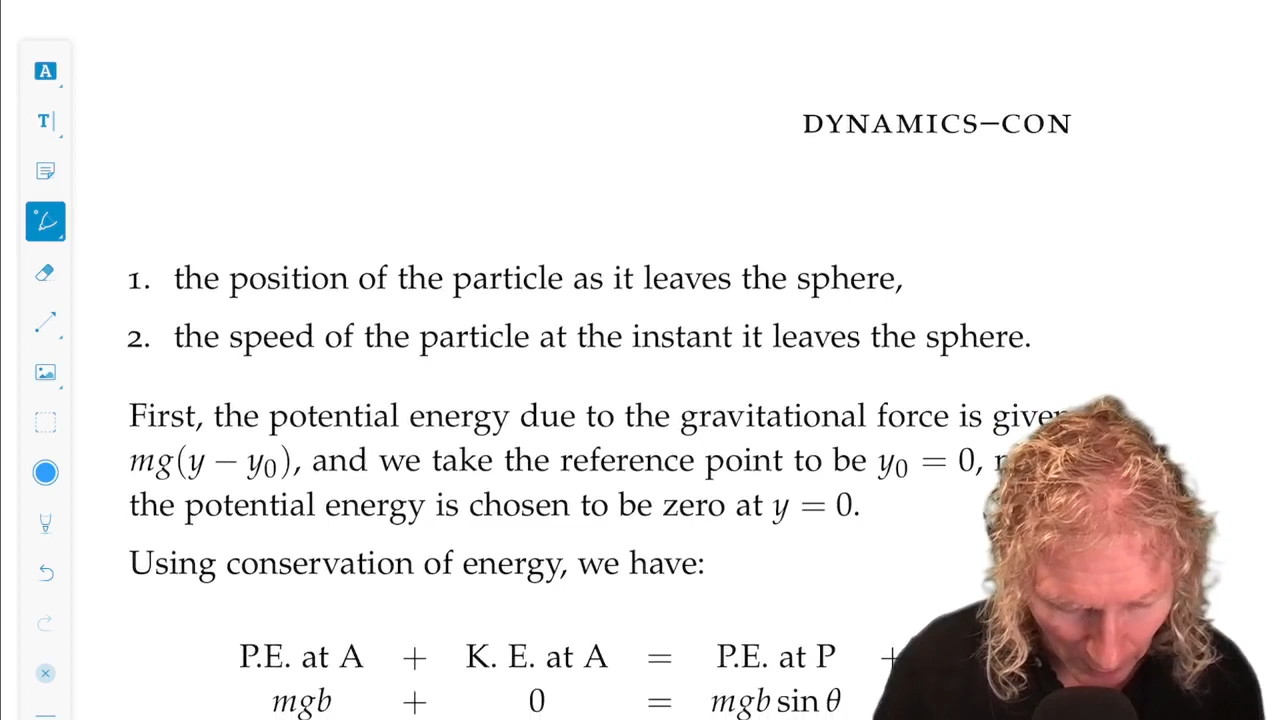 DYNAMICS–CON
1. the position of the particle as it leaves the sphere,
2. the speed of the particle at the instant it leaves the sphere.
First, the potential energy due to the gravitational force is
mg(y − y₀), and we take the reference point to be y₀ = 0,
the potential energy is chosen to be zero at y = 0.
Using conservation of energy, we have:
P.E. at A + K. E. at A = P.E. at P +
mgb + 0 = mgb sin θ
A
T